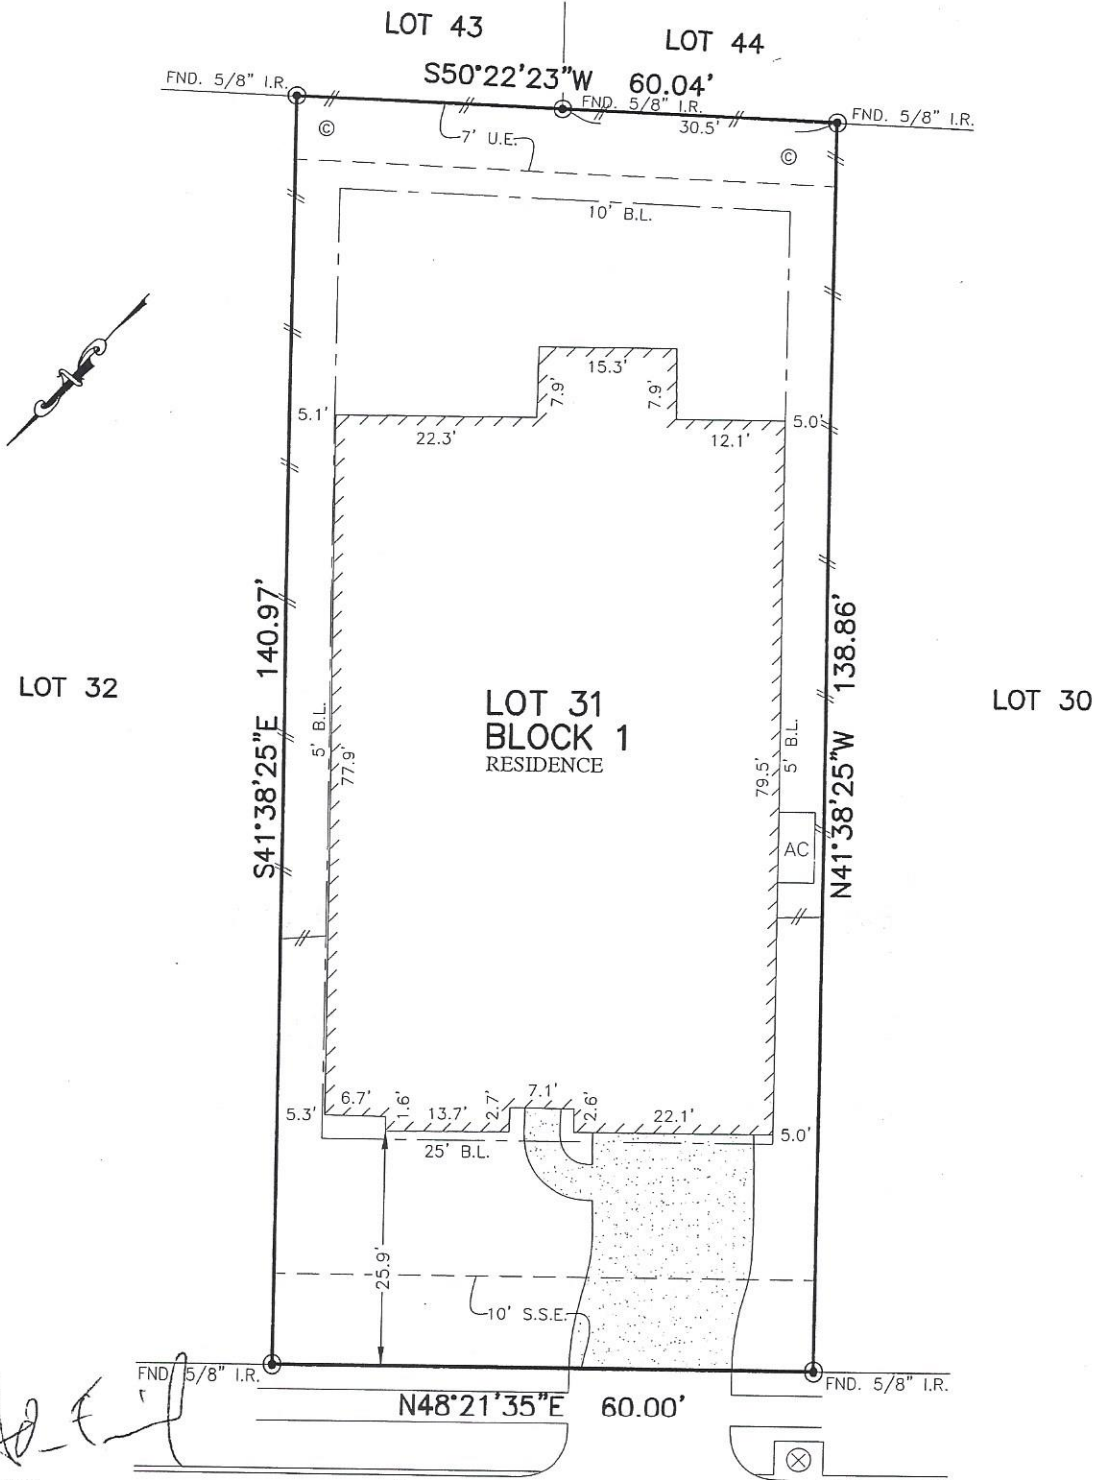 LOT 43
LOT 44
S50°22'23"W 60.04'
FND. 5/8" I.R.
FND. 5/8" I.R.
FND. 5/8" I.R.
30.5'
©
7' U.E.
©
10' B.L.
15.3'
7.9'
7.9'
5.1'
22.3'
12.1'
5.0'
S41°38'25"E 140.97'
N41°38'25"W 138.86'
LOT 32
LOT 31
BLOCK 1
RESIDENCE
LOT 30
5' B.L.
77.9'
79.5'
5' B.L.
AC
5.3'
6.7'
1.6'
13.7'
2.7'
7.1'
2.6'
22.1'
5.0'
25' B.L.
25.9'
10' S.S.E.
FND. 5/8" I.R.
FND. 5/8" I.R.
N48°21'35"E 60.00'